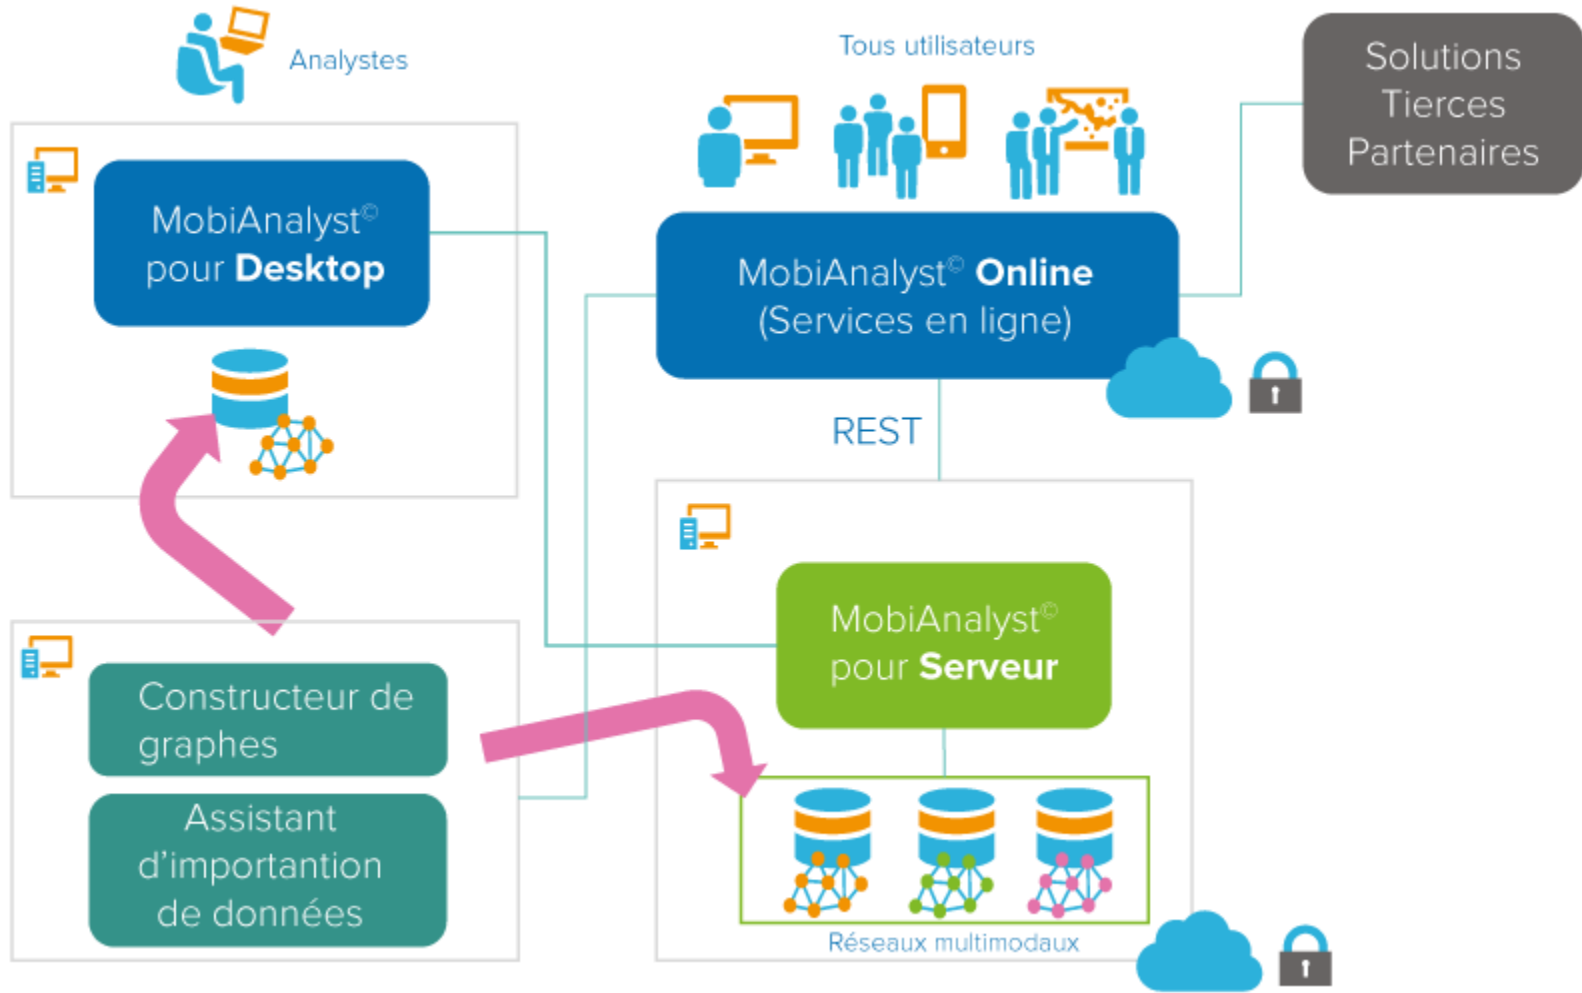 Analystes
Tous utilisateurs
Solutions
Tierces
Partenaires
MobiAnalyst©
pour Desktop
MobiAnalyst© Online
(Services en ligne)
REST
MobiAnalyst©
pour Serveur
Constructeur de
graphes
Assistant
d'importantion
de données
Réseaux multimodaux